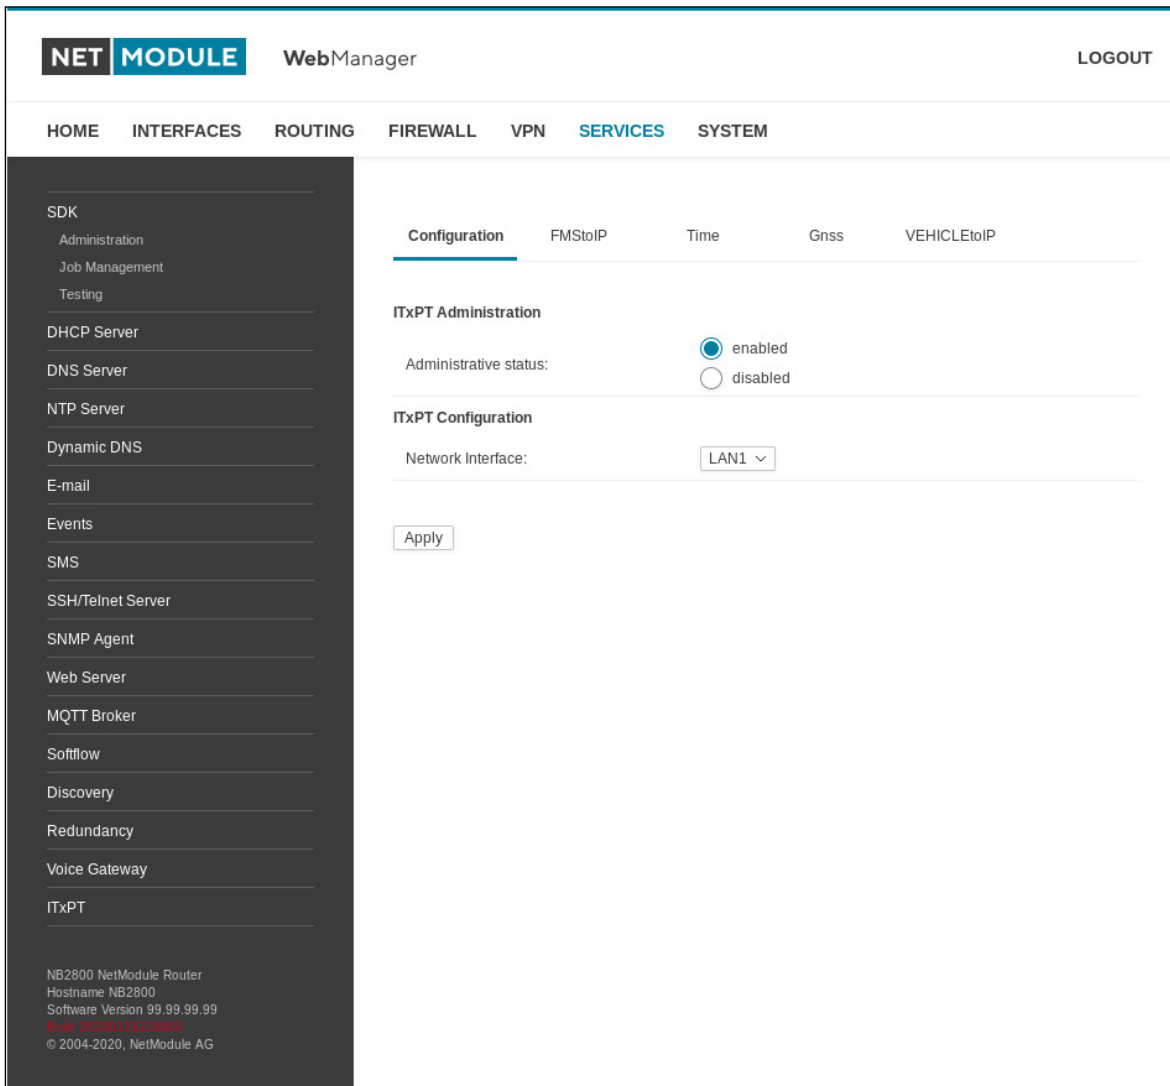 NET MODULE WebManager LOGOUT
HOME INTERFACES ROUTING FIREWALL VPN SERVICES SYSTEM
SDK
Administration
Job Management
Testing
DHCP Server
DNS Server
NTP Server
Dynamic DNS
E-mail
Events
SMS
SSH/Telnet Server
SNMP Agent
Web Server
MQTT Broker
Softflow
Discovery
Redundancy
Voice Gateway
ITxPT
NB2800 NetModule Router
Hostname NB2800
Software Version 99.99.99.99
Build
© 2004-2020, NetModule AG
Configuration FMStoIP Time Gnss VEHICLEtoIP
ITxPT Administration
Administrative status:
enabled
disabled
ITxPT Configuration
Network Interface: LAN1
Apply